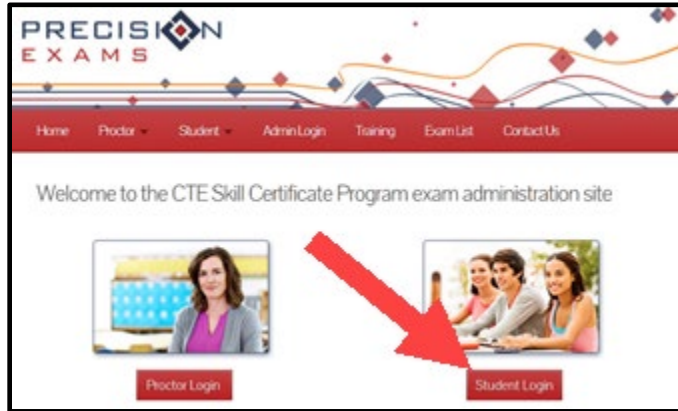 PRECISION
EXAMS
Home Proctor Student Admin Login Training Exam List Contact Us
Welcome to the CTE Skill Certificate Program exam administration site
Proctor Login Student Login